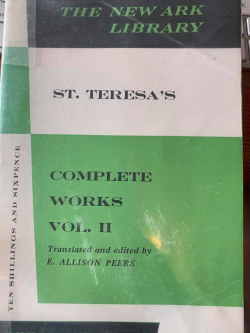 THE NEW ARK
LIBRARY
ST. TERESA'S
COMPLETE
WORKS
VOL. II
Translated and edited by
E. ALLISON PEERS
TEN SHILLINGS AND SIXPENCE